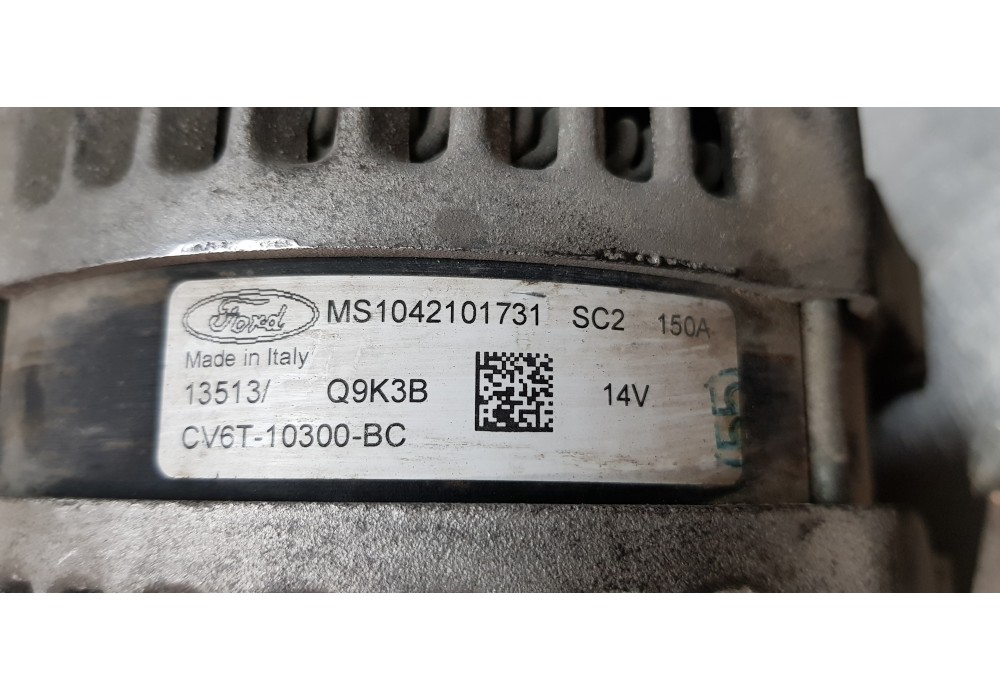 Ford MS1042101731 SC2 150A
Made in Italy
13513/ Q9K3B 14V
CV6T-10300-BC